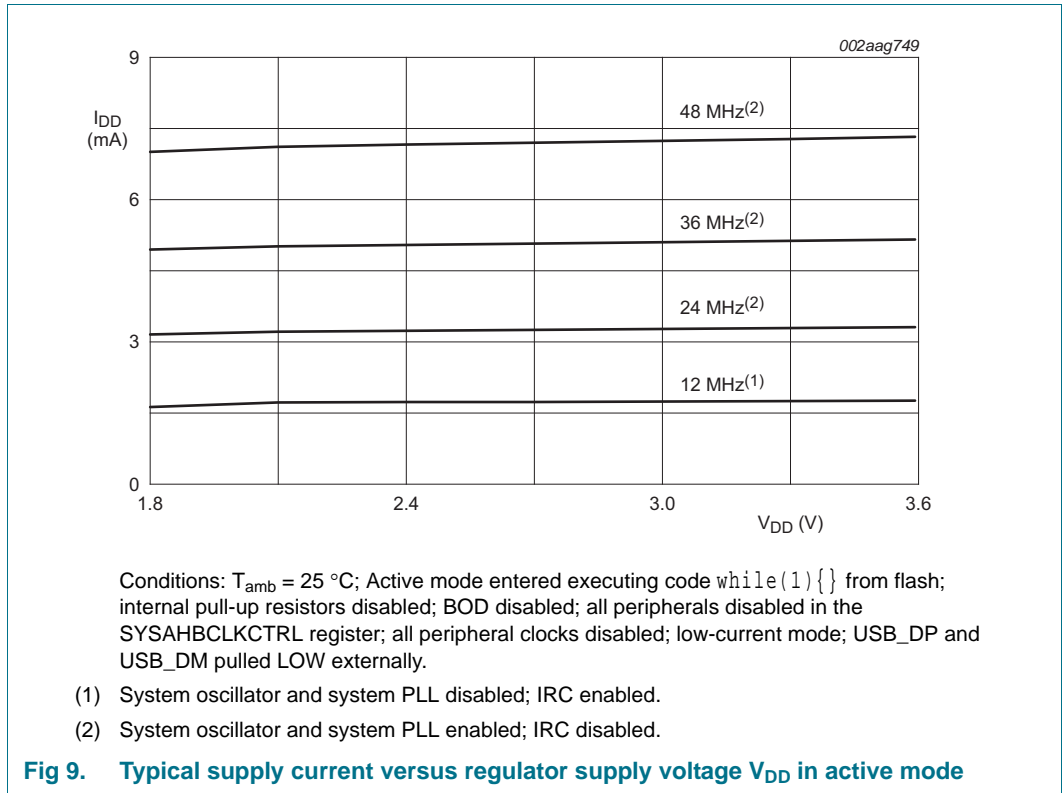 002aag749
9
I_DD
(mA)
48 MHz(2)
6
36 MHz(2)
24 MHz(2)
3
12 MHz(1)
0
1.8 2.4 3.0 3.6
V_DD (V)
Conditions: T_amb = 25 °C; Active mode entered executing code while(1){} from flash;
internal pull-up resistors disabled; BOD disabled; all peripherals disabled in the
SYSAHBCLKCTRL register; all peripheral clocks disabled; low-current mode; USB_DP and
USB_DM pulled LOW externally.
(1) System oscillator and system PLL disabled; IRC enabled.
(2) System oscillator and system PLL enabled; IRC disabled.
Fig 9. Typical supply current versus regulator supply voltage V_DD in active mode